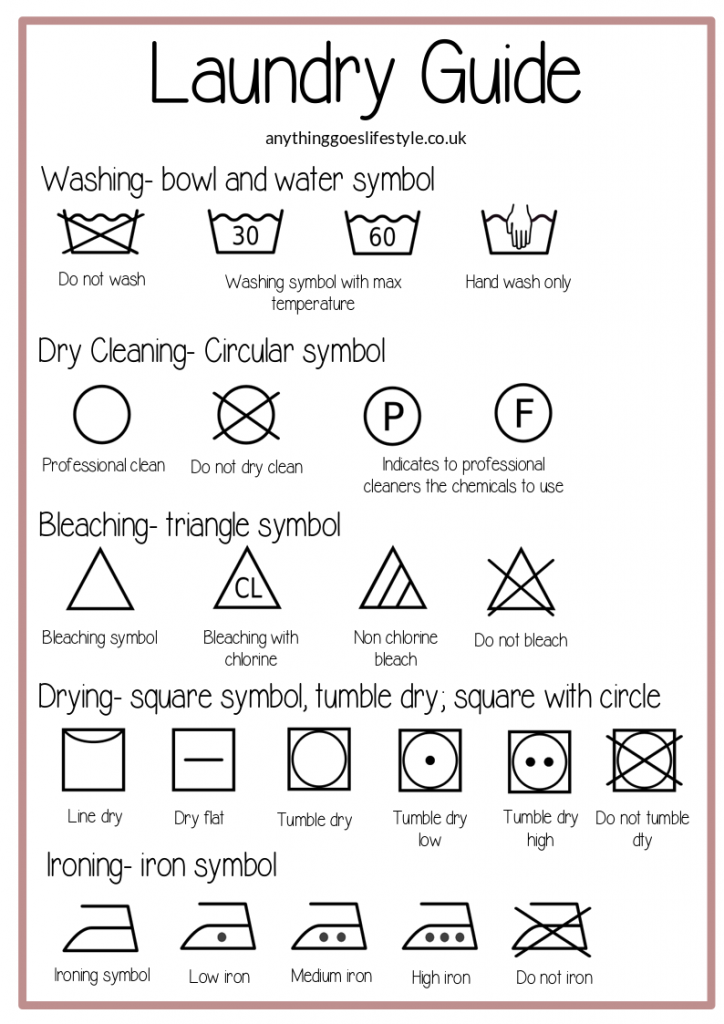 Laundry Guide
anythinggoeslifestyle.co.uk
Washing- bowl and water symbol
30
60
Do not wash
Washing symbol with max
temperature
Hand wash only
Dry Cleaning- Circular symbol
P
F
Professional clean
Do not dry clean
Indicates to professional
cleaners the chemicals to use
Bleaching- triangle symbol
CL
Bleaching symbol
Bleaching with
chlorine
Non chlorine
bleach
Do not bleach
Drying- square symbol, tumble dry; square with circle
Line dry
Dry flat
Tumble dry
Tumble dry
low
Tumble dry
high
Do not tumble
dty
Ironing- iron symbol
Ironing symbol
Low iron
Medium iron
High iron
Do not iron